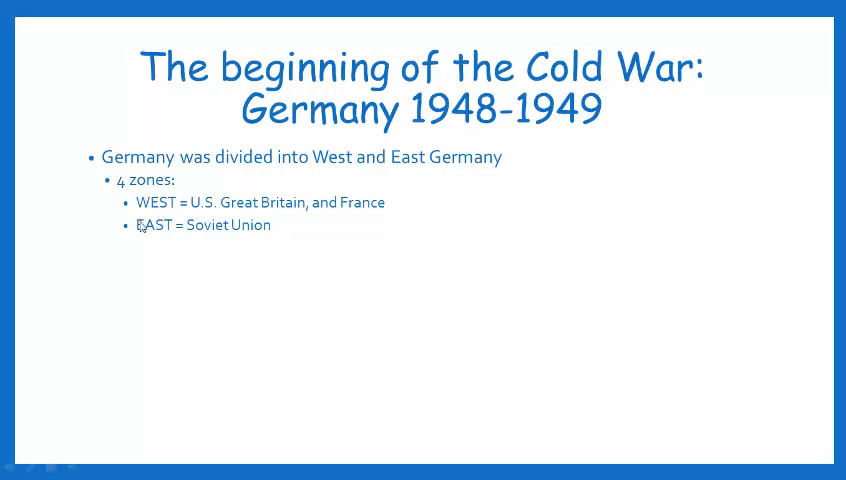 The beginning of the Cold War:
Germany 1948-1949
• Germany was divided into West and East Germany
• 4 zones:
• WEST = U.S. Great Britain, and France
• EAST = Soviet Union